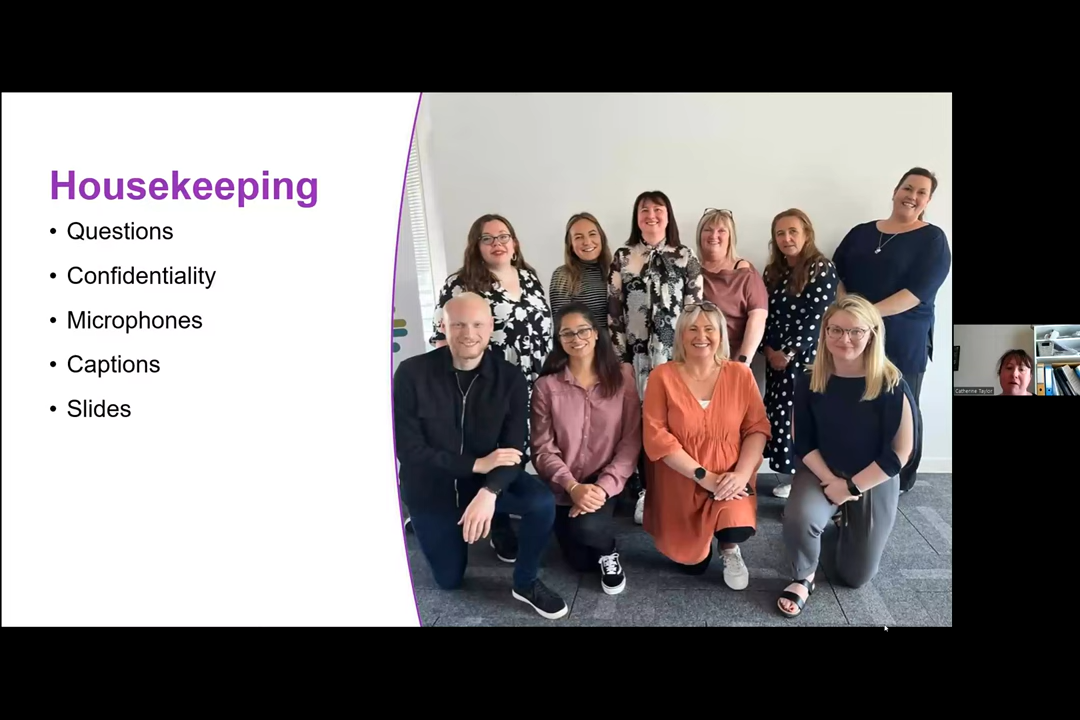 Housekeeping
• Questions
• Confidentiality
• Microphones
• Captions
• Slides
Catherine Taylor